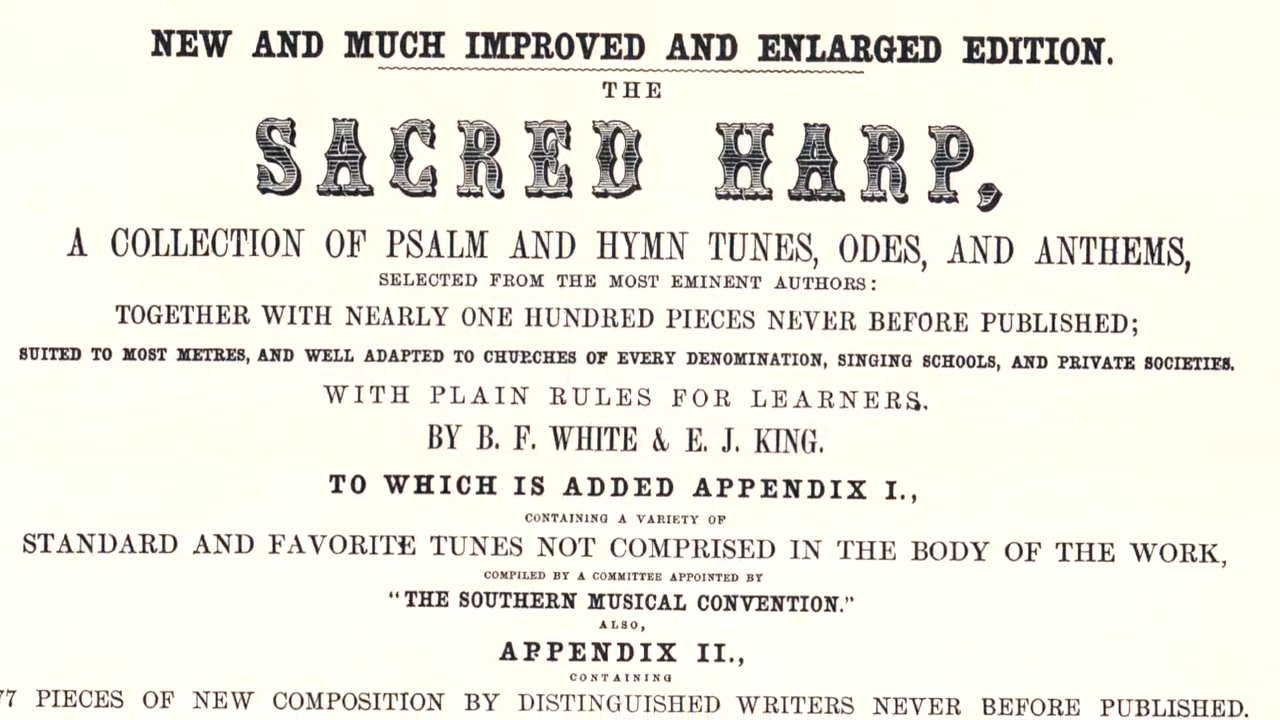 NEW AND MUCH IMPROVED AND ENLARGED EDITION.
THE
SACRED HARP,
A COLLECTION OF PSALM AND HYMN TUNES, ODES, AND ANTHEMS,
SELECTED FROM THE MOST EMINENT AUTHORS:
TOGETHER WITH NEARLY ONE HUNDRED PIECES NEVER BEFORE PUBLISHED;
SUITED TO MOST METRES, AND WELL ADAPTED TO CHURCHES OF EVERY DENOMINATION, SINGING SCHOOLS, AND PRIVATE SOCIETIES.
WITH PLAIN RULES FOR LEARNERS.
BY B. F. WHITE & E. J. KING.
TO WHICH IS ADDED APPENDIX I.,
CONTAINING A VARIETY OF
STANDARD AND FAVORITE TUNES NOT COMPRISED IN THE BODY OF THE WORK,
COMPILED BY A COMMITTEE APPOINTED BY
"THE SOUTHERN MUSICAL CONVENTION."
ALSO,
APPENDIX II.,
CONTAINING
77 PIECES OF NEW COMPOSITION BY DISTINGUISHED WRITERS NEVER BEFORE PUBLISHED.